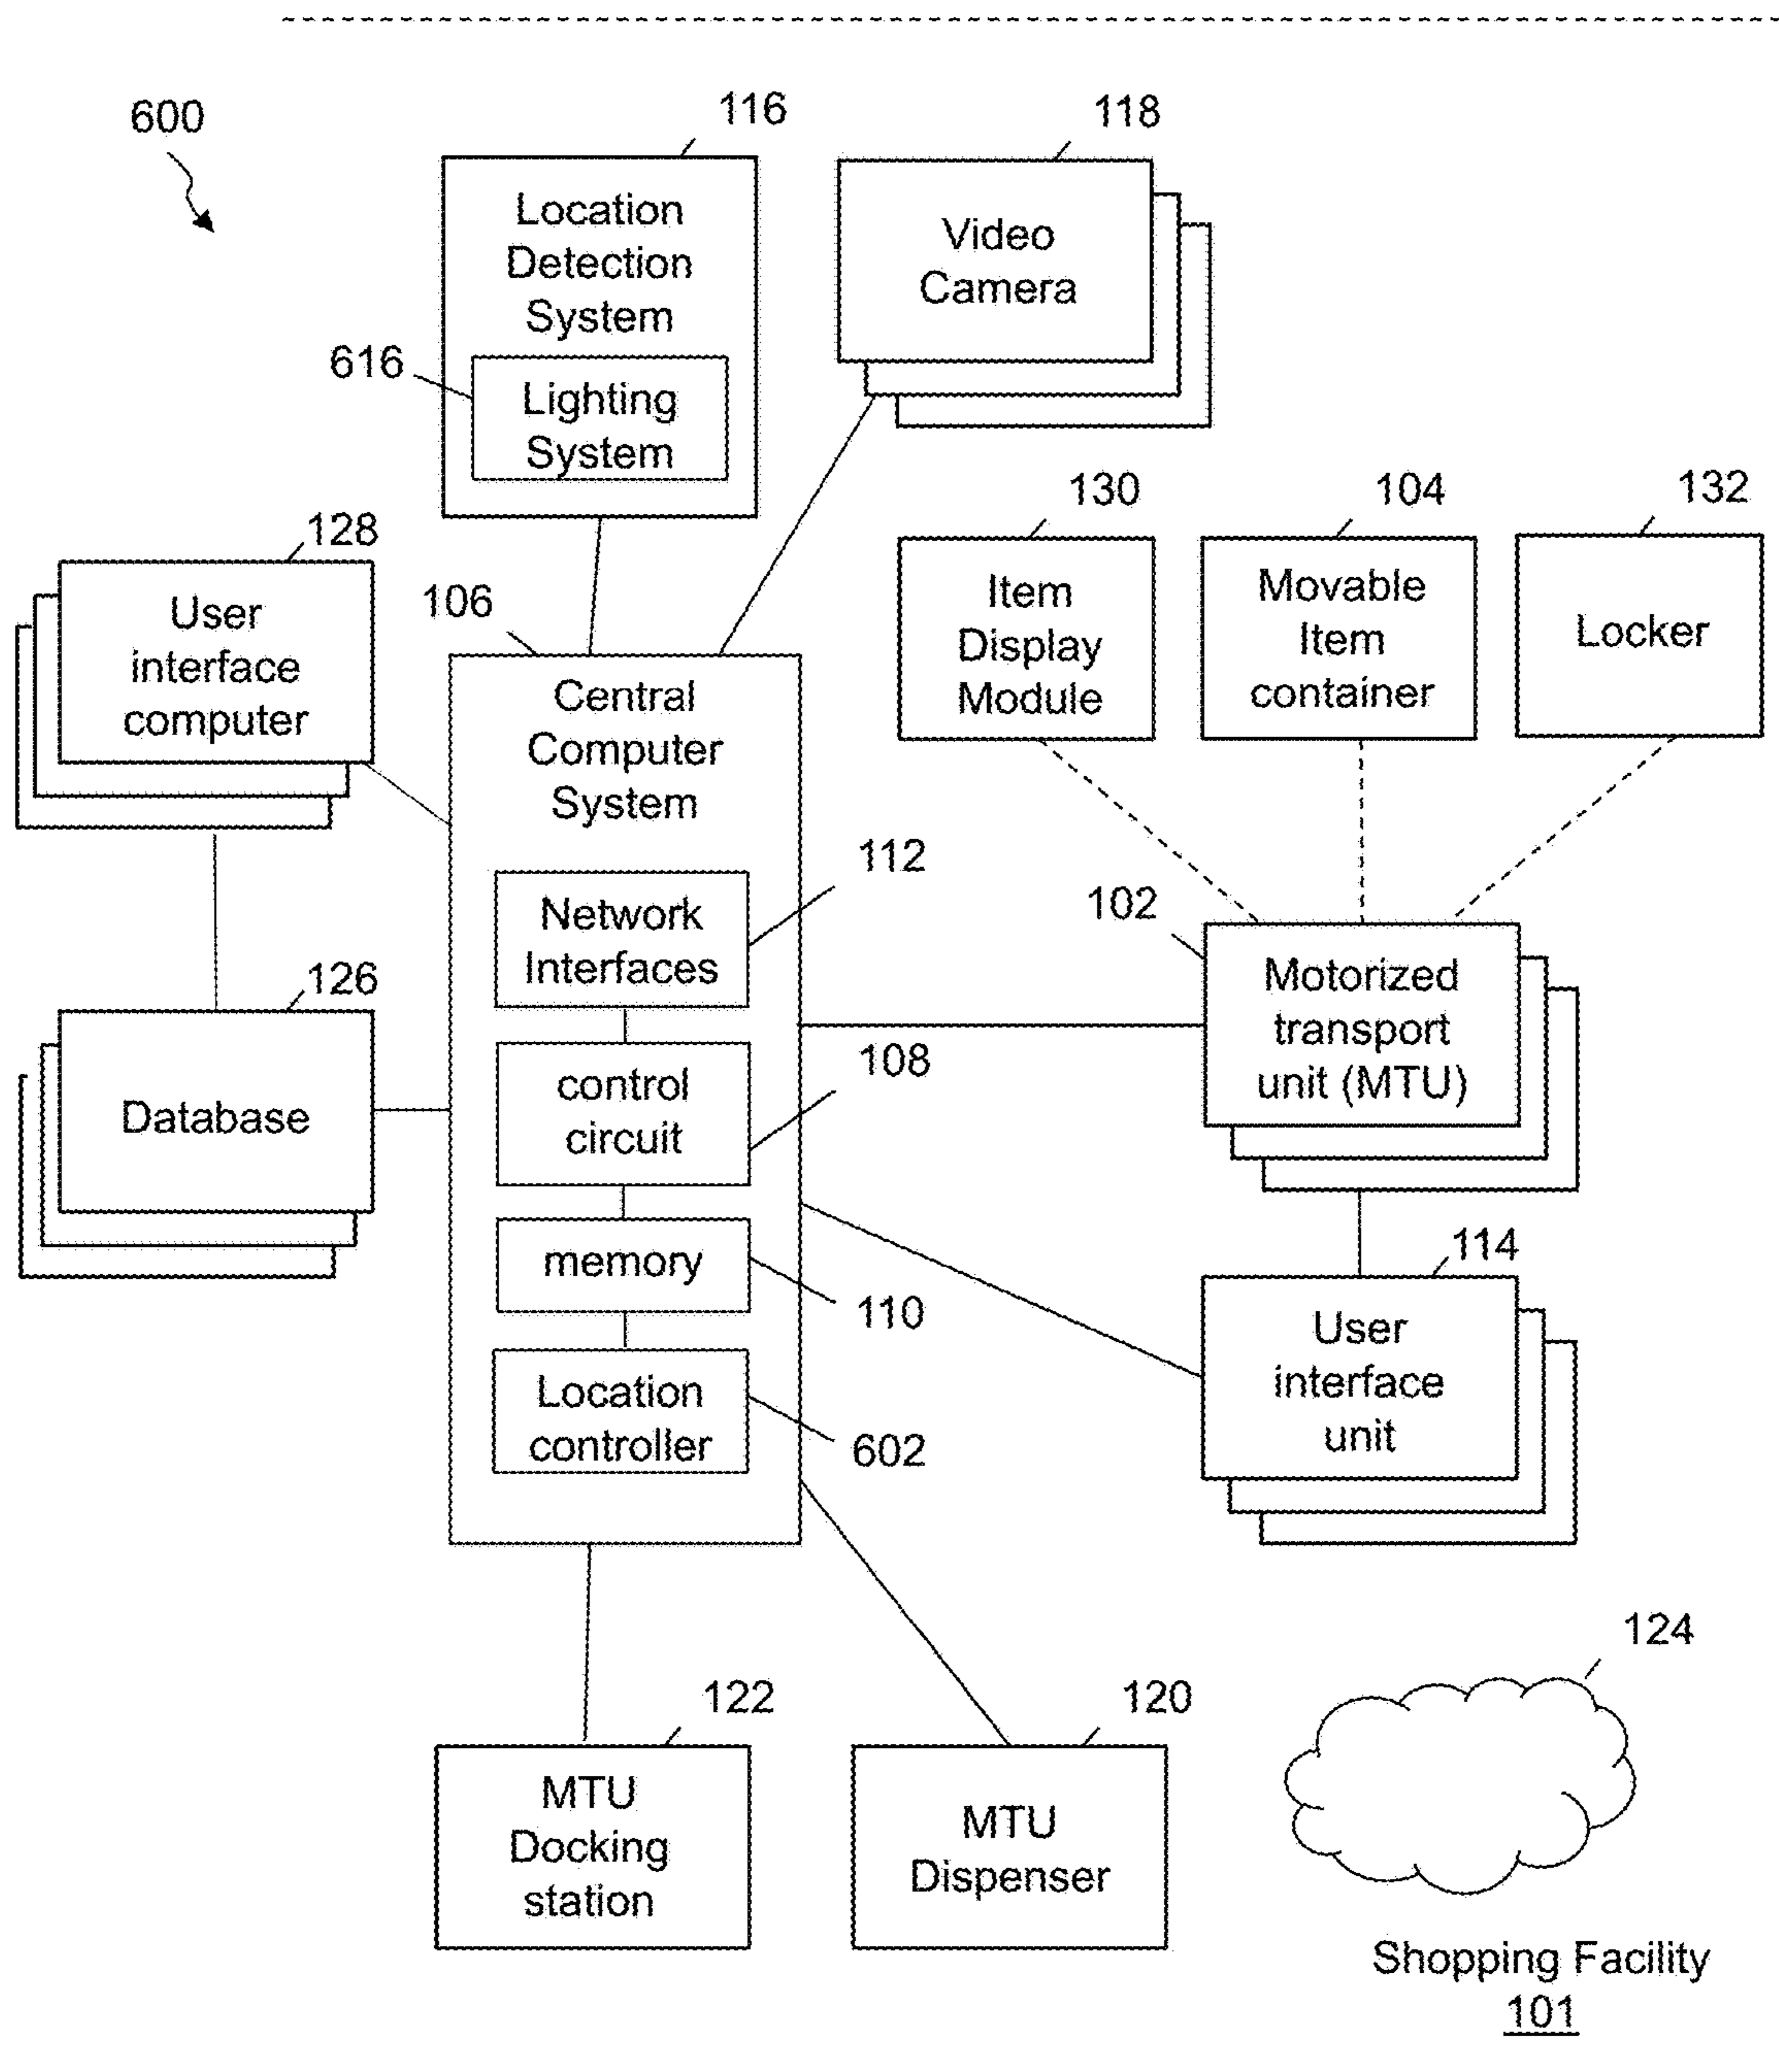 600
116
118
Location
Detection
System
616
Lighting
System
Video
Camera
130
104
132
128
User
interface
computer
106
Item
Display
Module
Movable
Item
container
Locker
Central
Computer
System
112
Network
Interfaces
102
Motorized
transport
unit (MTU)
126
Database
108
control
circuit
memory
110
114
User
interface
unit
Location
controller
602
124
122
120
MTU
Docking
station
MTU
Dispenser
Shopping Facility
101